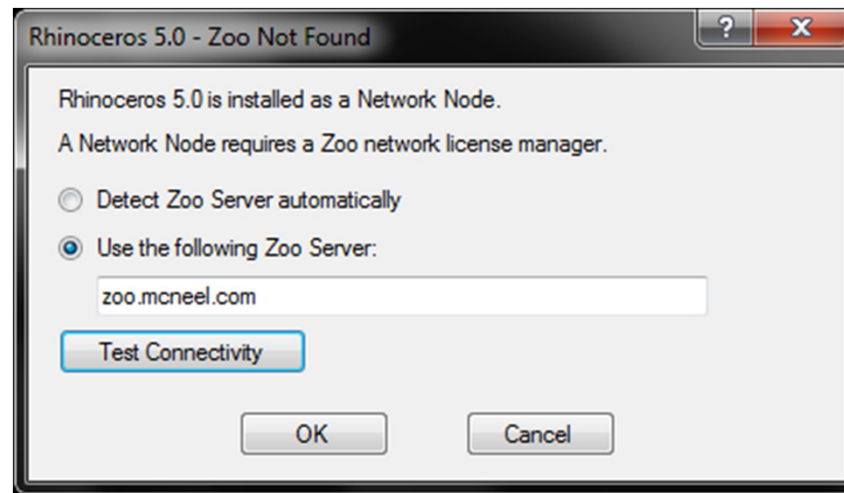 Rhinoceros 5.0 - Zoo Not Found
?
X
Rhinoceros 5.0 is installed as a Network Node.
A Network Node requires a Zoo network license manager.
Detect Zoo Server automatically
Use the following Zoo Server:
zoo.mcneel.com
Test Connectivity
OK
Cancel